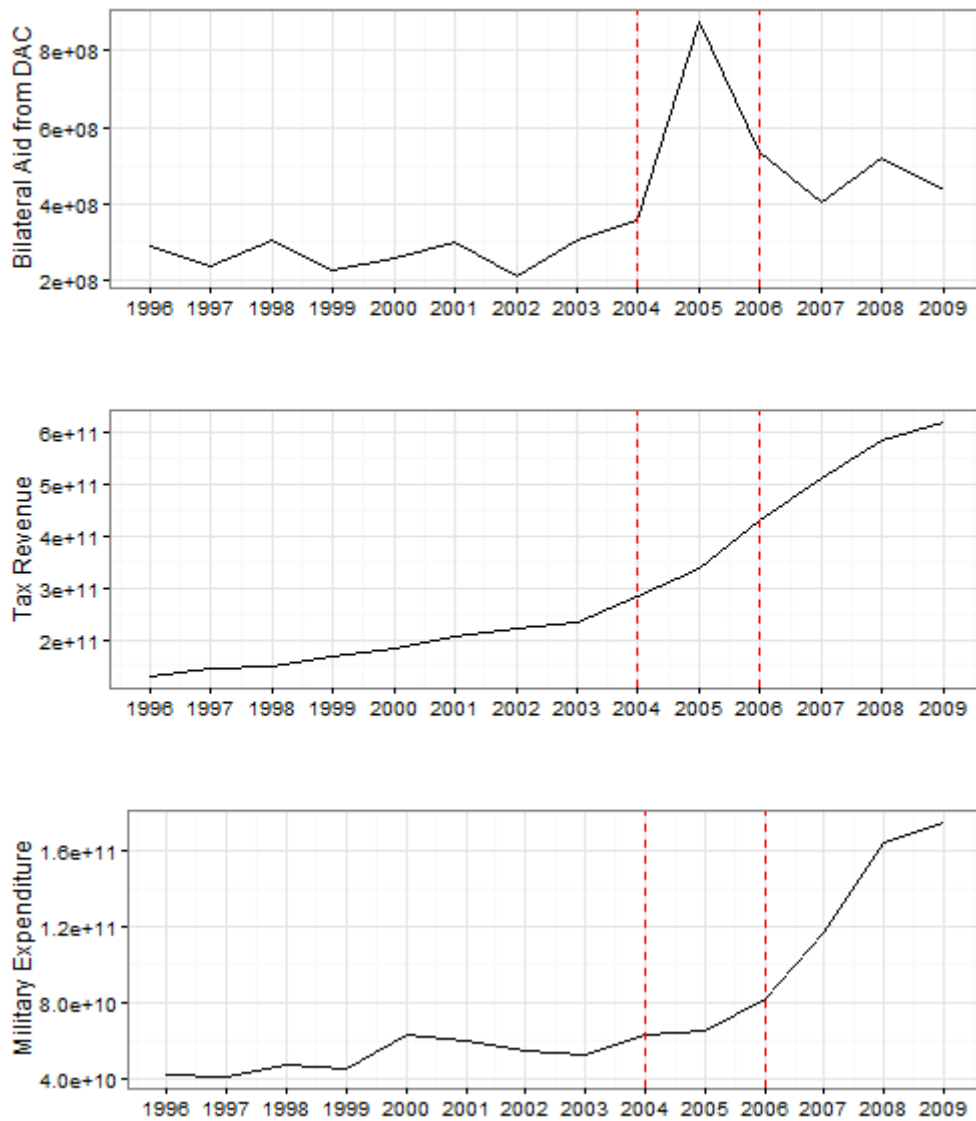 Bilateral Aid from DAC
8e+08
6e+08
4e+08
2e+08
1996 1997 1998 1999 2000 2001 2002 2003 2004 2005 2006 2007 2008 2009
Tax Revenue
6e+11
5e+11
4e+11
3e+11
2e+11
1996 1997 1998 1999 2000 2001 2002 2003 2004 2005 2006 2007 2008 2009
Military Expenditure
1.6e+11
1.2e+11
8.0e+10
4.0e+10
1996 1997 1998 1999 2000 2001 2002 2003 2004 2005 2006 2007 2008 2009